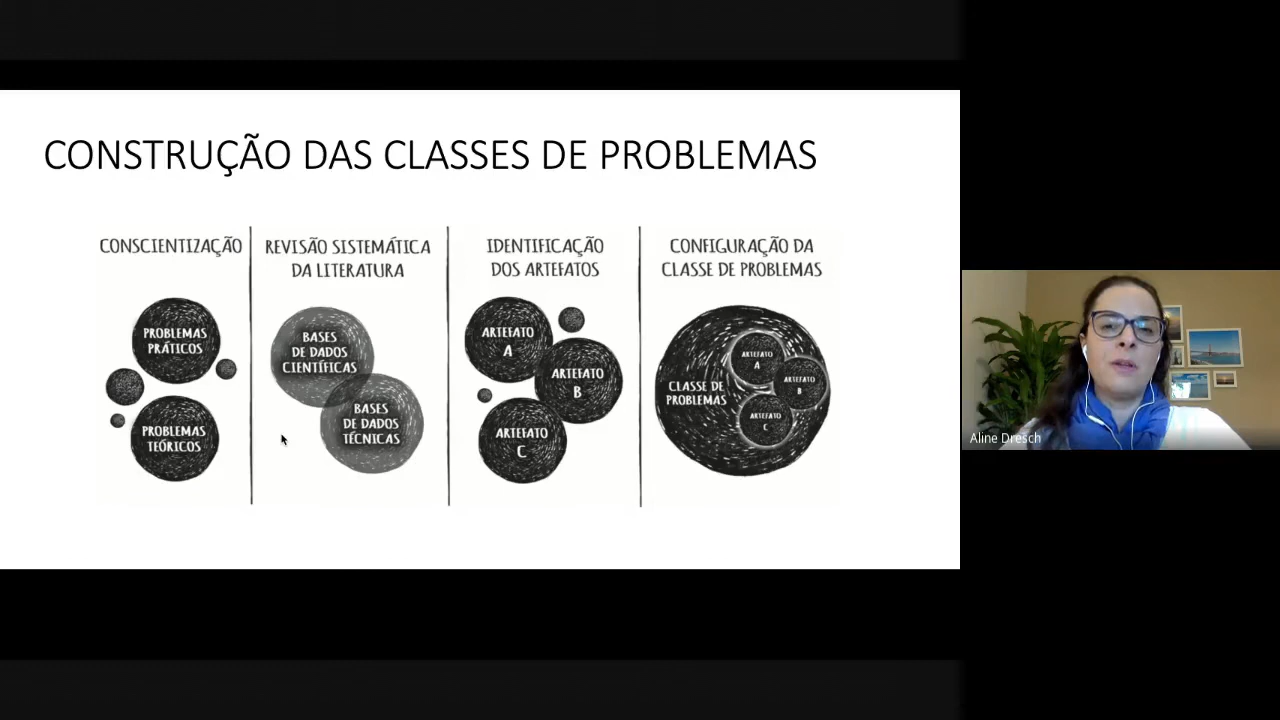 CONSTRUÇÃO DAS CLASSES DE PROBLEMAS
CONSCIENTIZAÇÃO
PROBLEMAS
PRÁTICOS
PROBLEMAS
TEÓRICOS
REVISÃO SISTEMÁTICA
DA LITERATURA
BASES
DE DADOS
CIENTÍFICAS
BASES
DE DADOS
TÉCNICAS
IDENTIFICAÇÃO
DOS ARTEFATOS
ARTEFATO
A
ARTEFATO
B
ARTEFATO
C
CONFIGURAÇÃO DA
CLASSE DE PROBLEMAS
CLASSE DE
PROBLEMAS
ARTEFATO
A
ARTEFATO
B
ARTEFATO
C
Aline Dresch